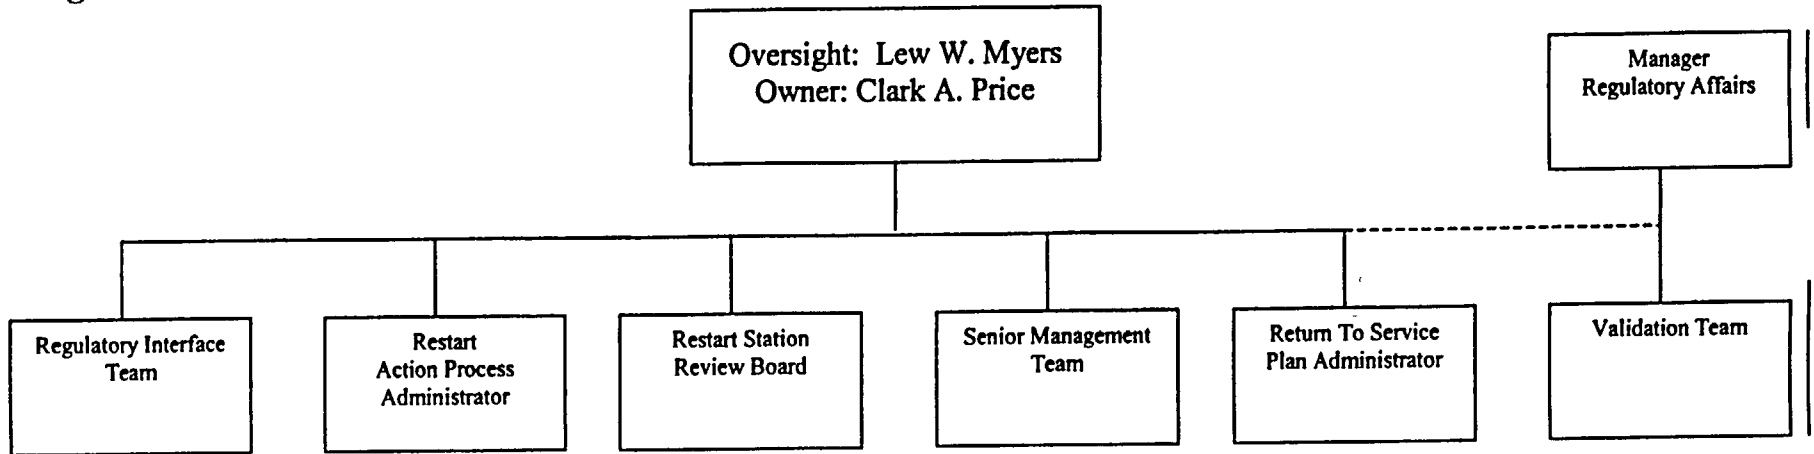 Oversight: Lew W. Myers
Owner: Clark A. Price
Manager
Regulatory Affairs
Regulatory Interface
Team
Restart
Action Process
Administrator
Restart Station
Review Board
Senior Management
Team
Return To Service
Plan Administrator
Validation Team